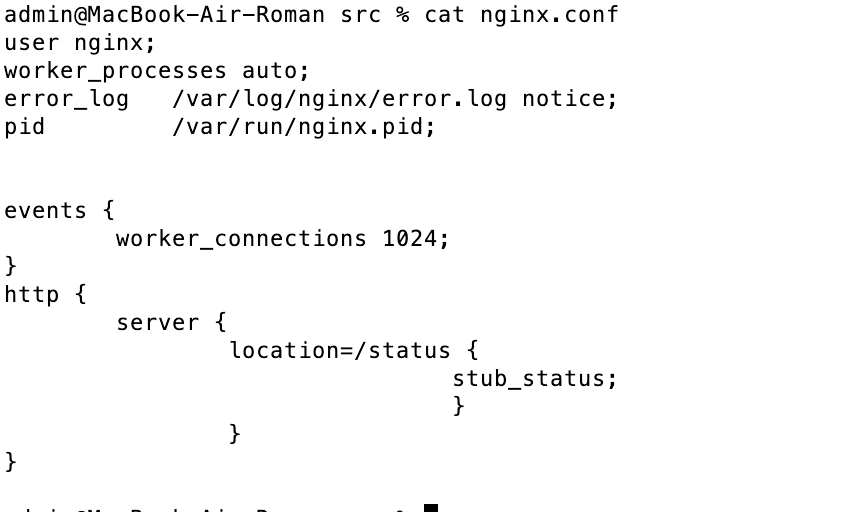 admin@MacBook-Air-Roman src % cat nginx.conf
user nginx;
worker_processes auto;
error_log   /var/log/nginx/error.log notice;
pid         /var/run/nginx.pid;
events {
        worker_connections 1024;
}
http {
        server {
                location=/status {
                                stub_status;
                                }
                }
}